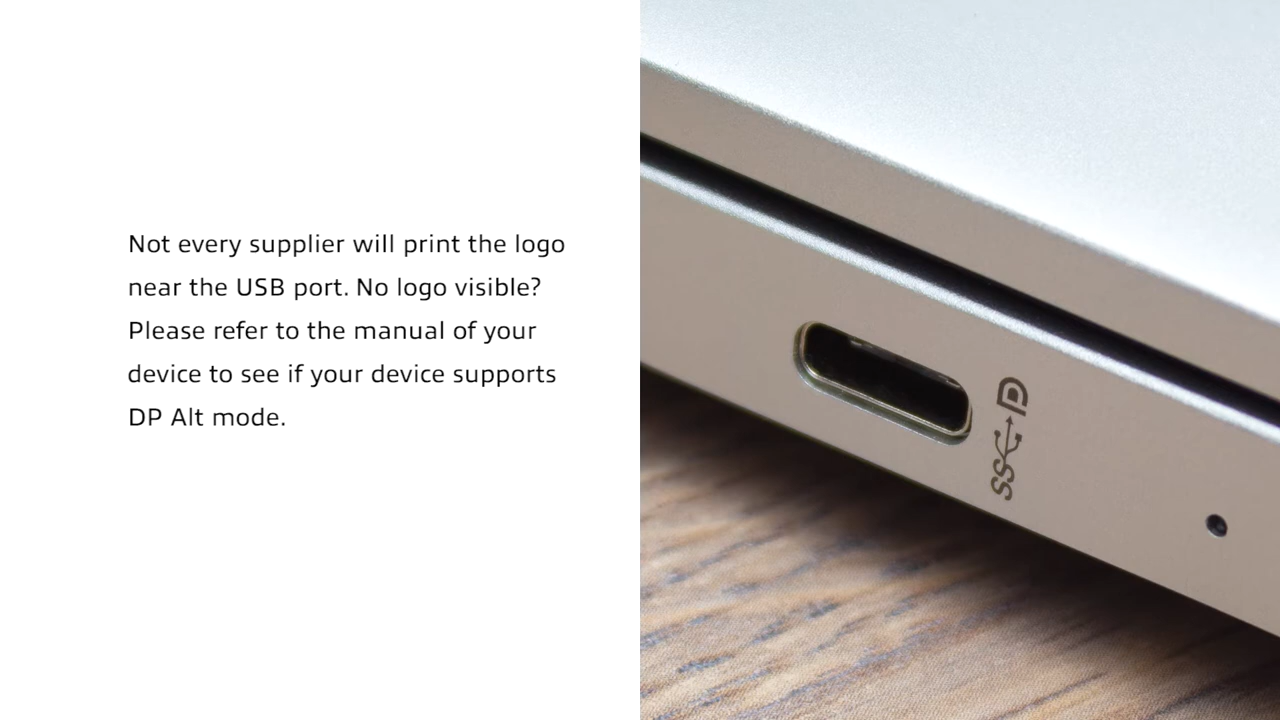 Not every supplier will print the logo
near the USB port. No logo visible?
Please refer to the manual of your
device to see if your device supports
DP Alt mode.
SS